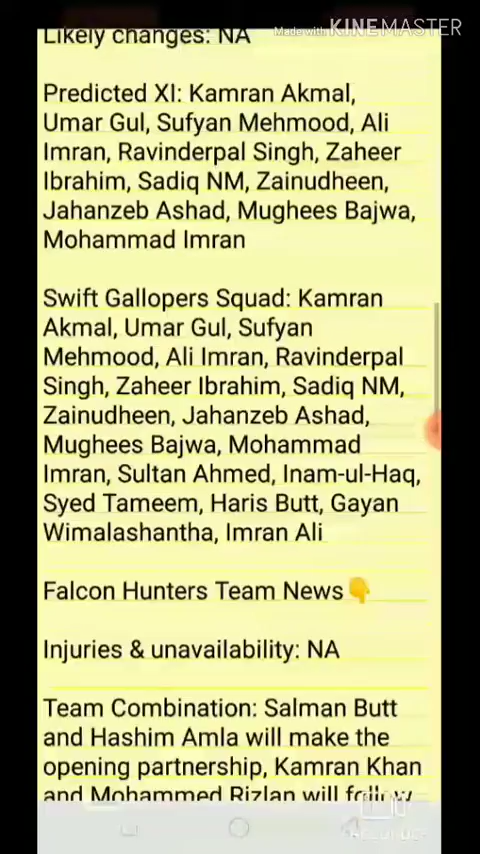 Likely changes: NA
Made with KINEMASTER
Predicted XI: Kamran Akmal,
Umar Gul, Sufyan Mehmood, Ali
Imran, Ravinderpal Singh, Zaheer
Ibrahim, Sadiq NM, Zainudheen,
Jahanzeb Ashad, Mughees Bajwa,
Mohammad Imran
Swift Gallopers Squad: Kamran
Akmal, Umar Gul, Sufyan
Mehmood, Ali Imran, Ravinderpal
Singh, Zaheer Ibrahim, Sadiq NM,
Zainudheen, Jahanzeb Ashad,
Mughees Bajwa, Mohammad
Imran, Sultan Ahmed, Inam-ul-Haq,
Syed Tameem, Haris Butt, Gayan
Wimalashantha, Imran Ali
Falcon Hunters Team News👇
Injuries & unavailability: NA
Team Combination: Salman Butt
and Hashim Amla will make the
opening partnership, Kamran Khan
and Mohammed Rizlan will follow